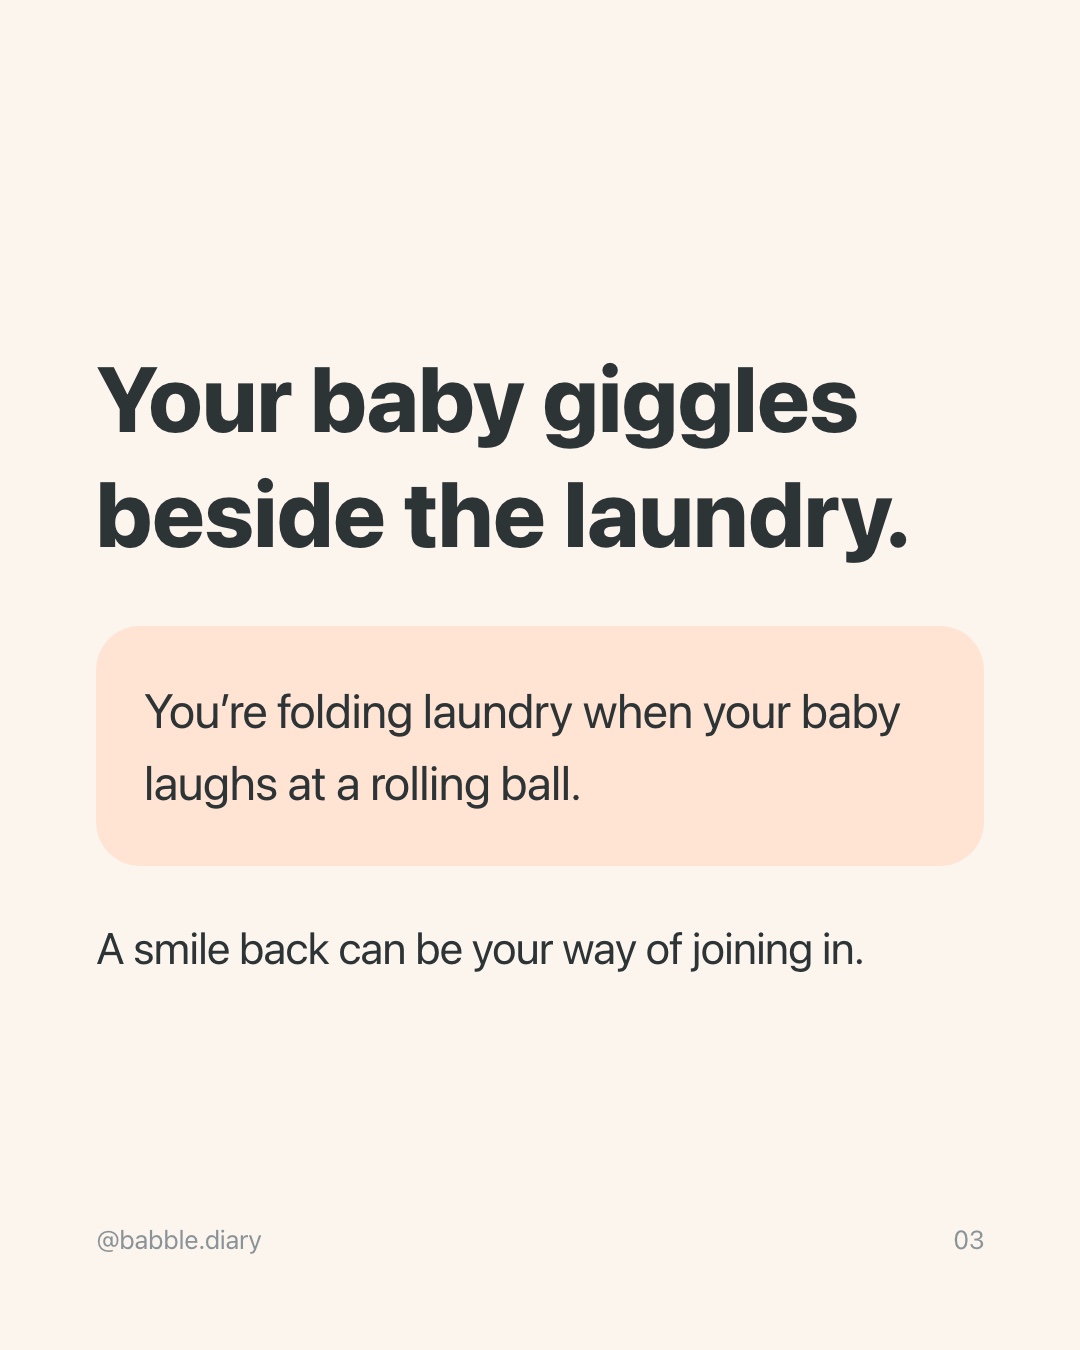 Your baby giggles
beside the laundry.
You’re folding laundry when your baby
laughs at a rolling ball.
A smile back can be your way of joining in.
@babble.diary
03